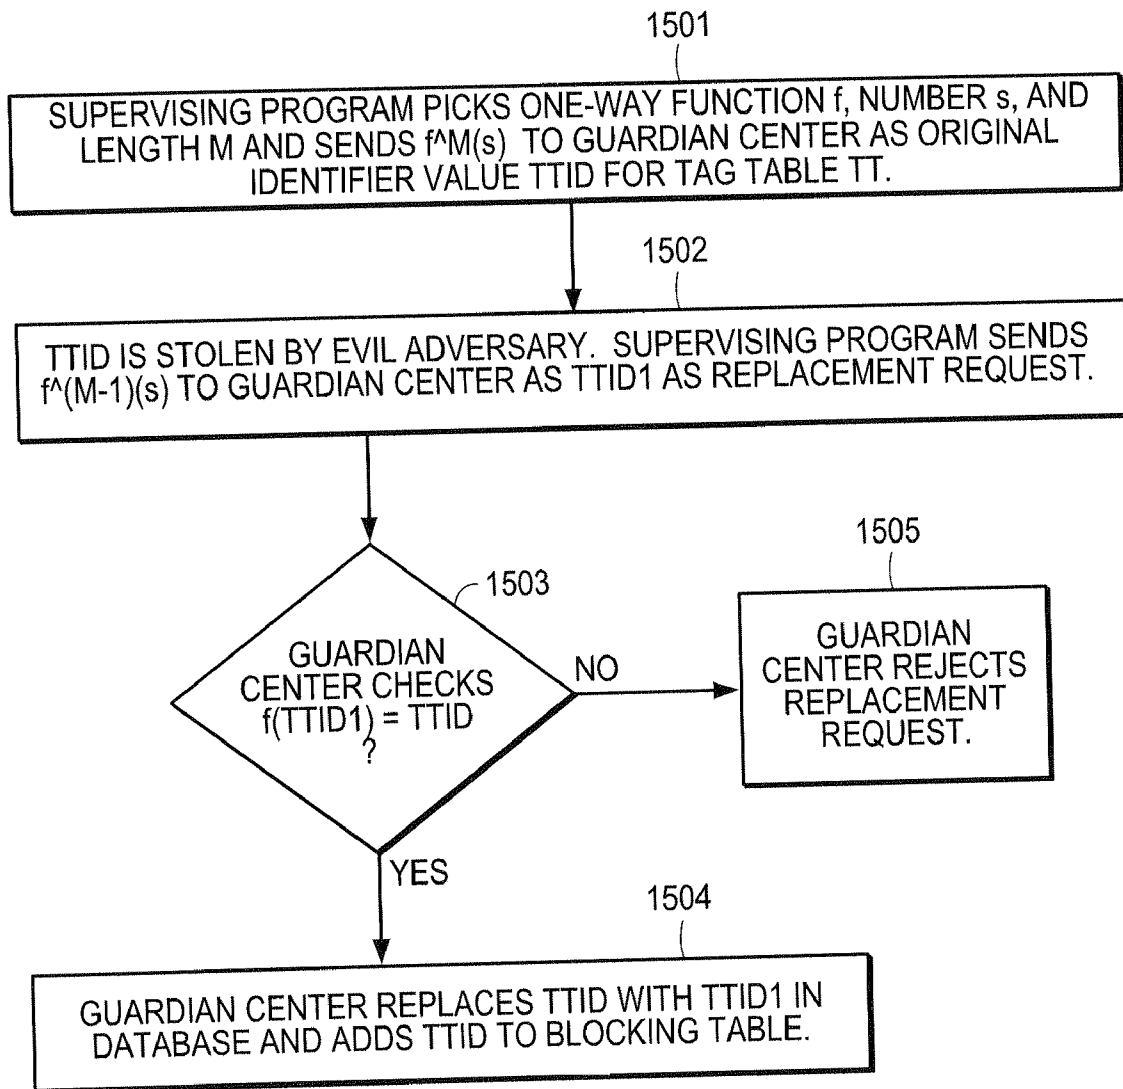 1501
SUPERVISING PROGRAM PICKS ONE-WAY FUNCTION f, NUMBER s, AND
LENGTH M AND SENDS f^M(s) TO GUARDIAN CENTER AS ORIGINAL
IDENTIFIER VALUE TTID FOR TAG TABLE TT.
1502
TTID IS STOLEN BY EVIL ADVERSARY. SUPERVISING PROGRAM SENDS
f^(M-1)(s) TO GUARDIAN CENTER AS TTID1 AS REPLACEMENT REQUEST.
1503
GUARDIAN
CENTER CHECKS
f(TTID1) = TTID
?
NO
1505
GUARDIAN
CENTER REJECTS
REPLACEMENT
REQUEST.
YES
1504
GUARDIAN CENTER REPLACES TTID WITH TTID1 IN
DATABASE AND ADDS TTID TO BLOCKING TABLE.